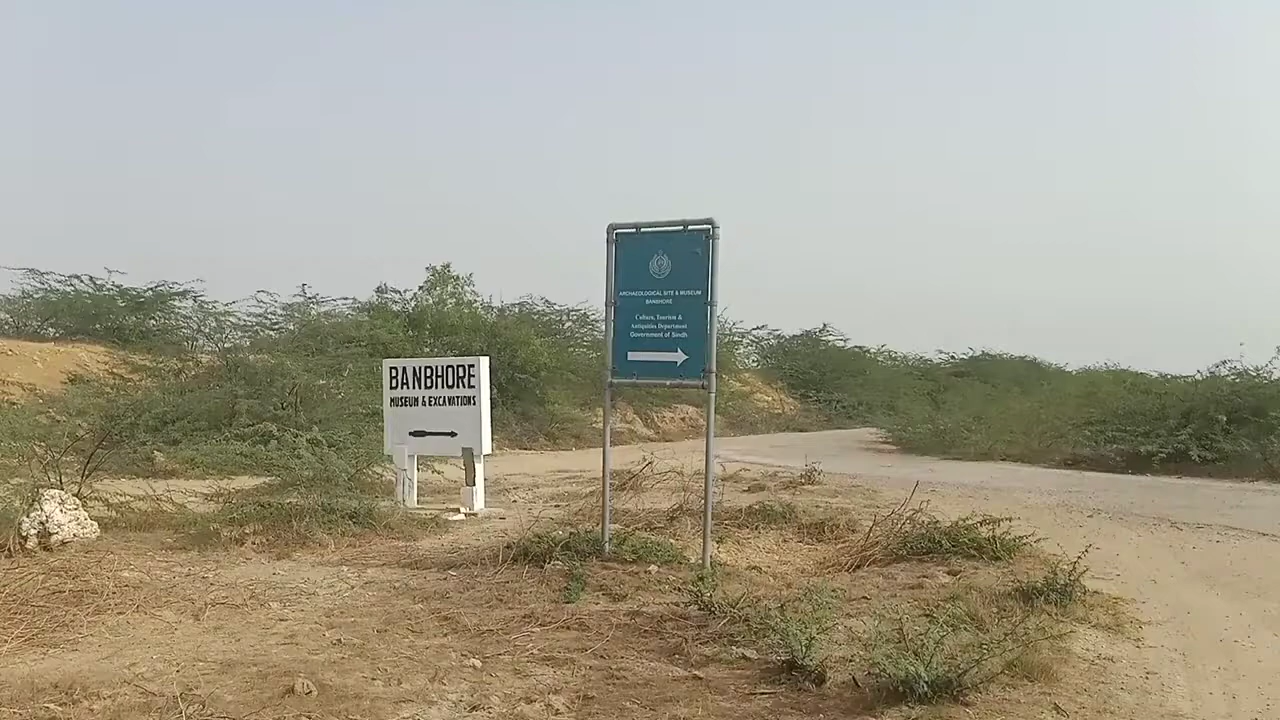 BANBHORE
MUSEUM & EXCAVATIONS
ARCHAEOLOGICAL SITE & MUSEUM
BANBHORE
Culture, Tourism &
Antiquities Department
Government of Sindh